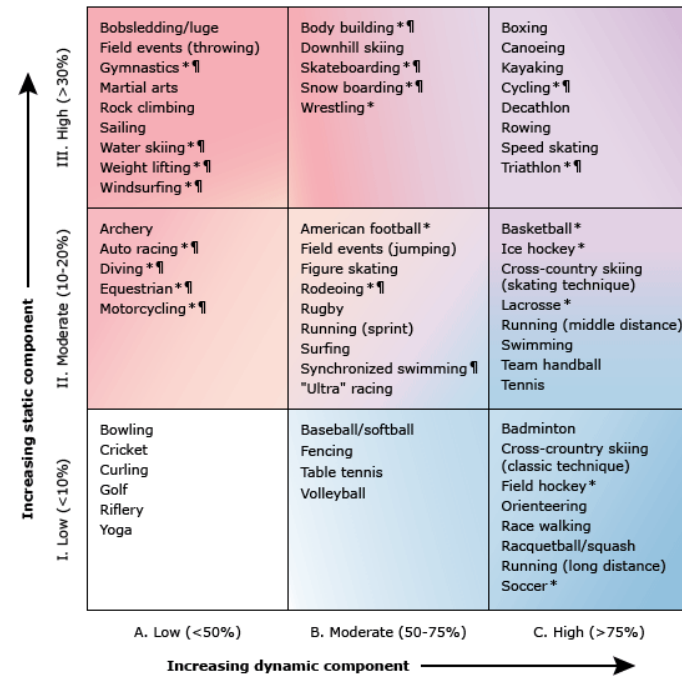 Increasing static component
III. High (>30%)
Bobsledding/luge
Field events (throwing)
Gymnastics*¶
Martial arts
Rock climbing
Sailing
Water skiing*¶
Weight lifting*¶
Windsurfing*¶
Body building*¶
Downhill skiing
Skateboarding*¶
Snow boarding*¶
Wrestling*
Boxing
Canoeing
Kayaking
Cycling*¶
Decathlon
Rowing
Speed skating
Triathlon*¶
II. Moderate (10-20%)
Archery
Auto racing*¶
Diving*¶
Equestrian*¶
Motorcycling*¶
American football*
Field events (jumping)
Figure skating
Rodeoing*¶
Rugby
Running (sprint)
Surfing
Synchronized swimming¶
"Ultra" racing
Basketball*
Ice hockey*
Cross-country skiing
(skating technique)
Lacrosse*
Running (middle distance)
Swimming
Team handball
Tennis
I. Low (<10%)
Bowling
Cricket
Curling
Golf
Riflery
Yoga
Baseball/softball
Fencing
Table tennis
Volleyball
Badminton
Cross-crountry skiing
(classic technique)
Field hockey*
Orienteering
Race walking
Racquetball/squash
Running (long distance)
Soccer*
A. Low (<50%)
B. Moderate (50-75%)
C. High (>75%)
Increasing dynamic component